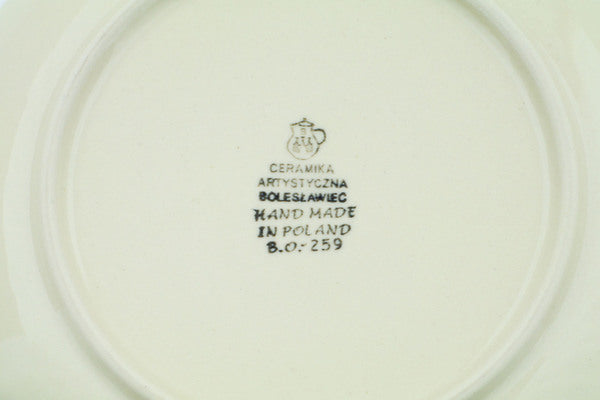 CERAMIKA
ARTYSTYCZNA
BOLESŁAWIEC
HAND MADE
IN POLAND
B.O.-259